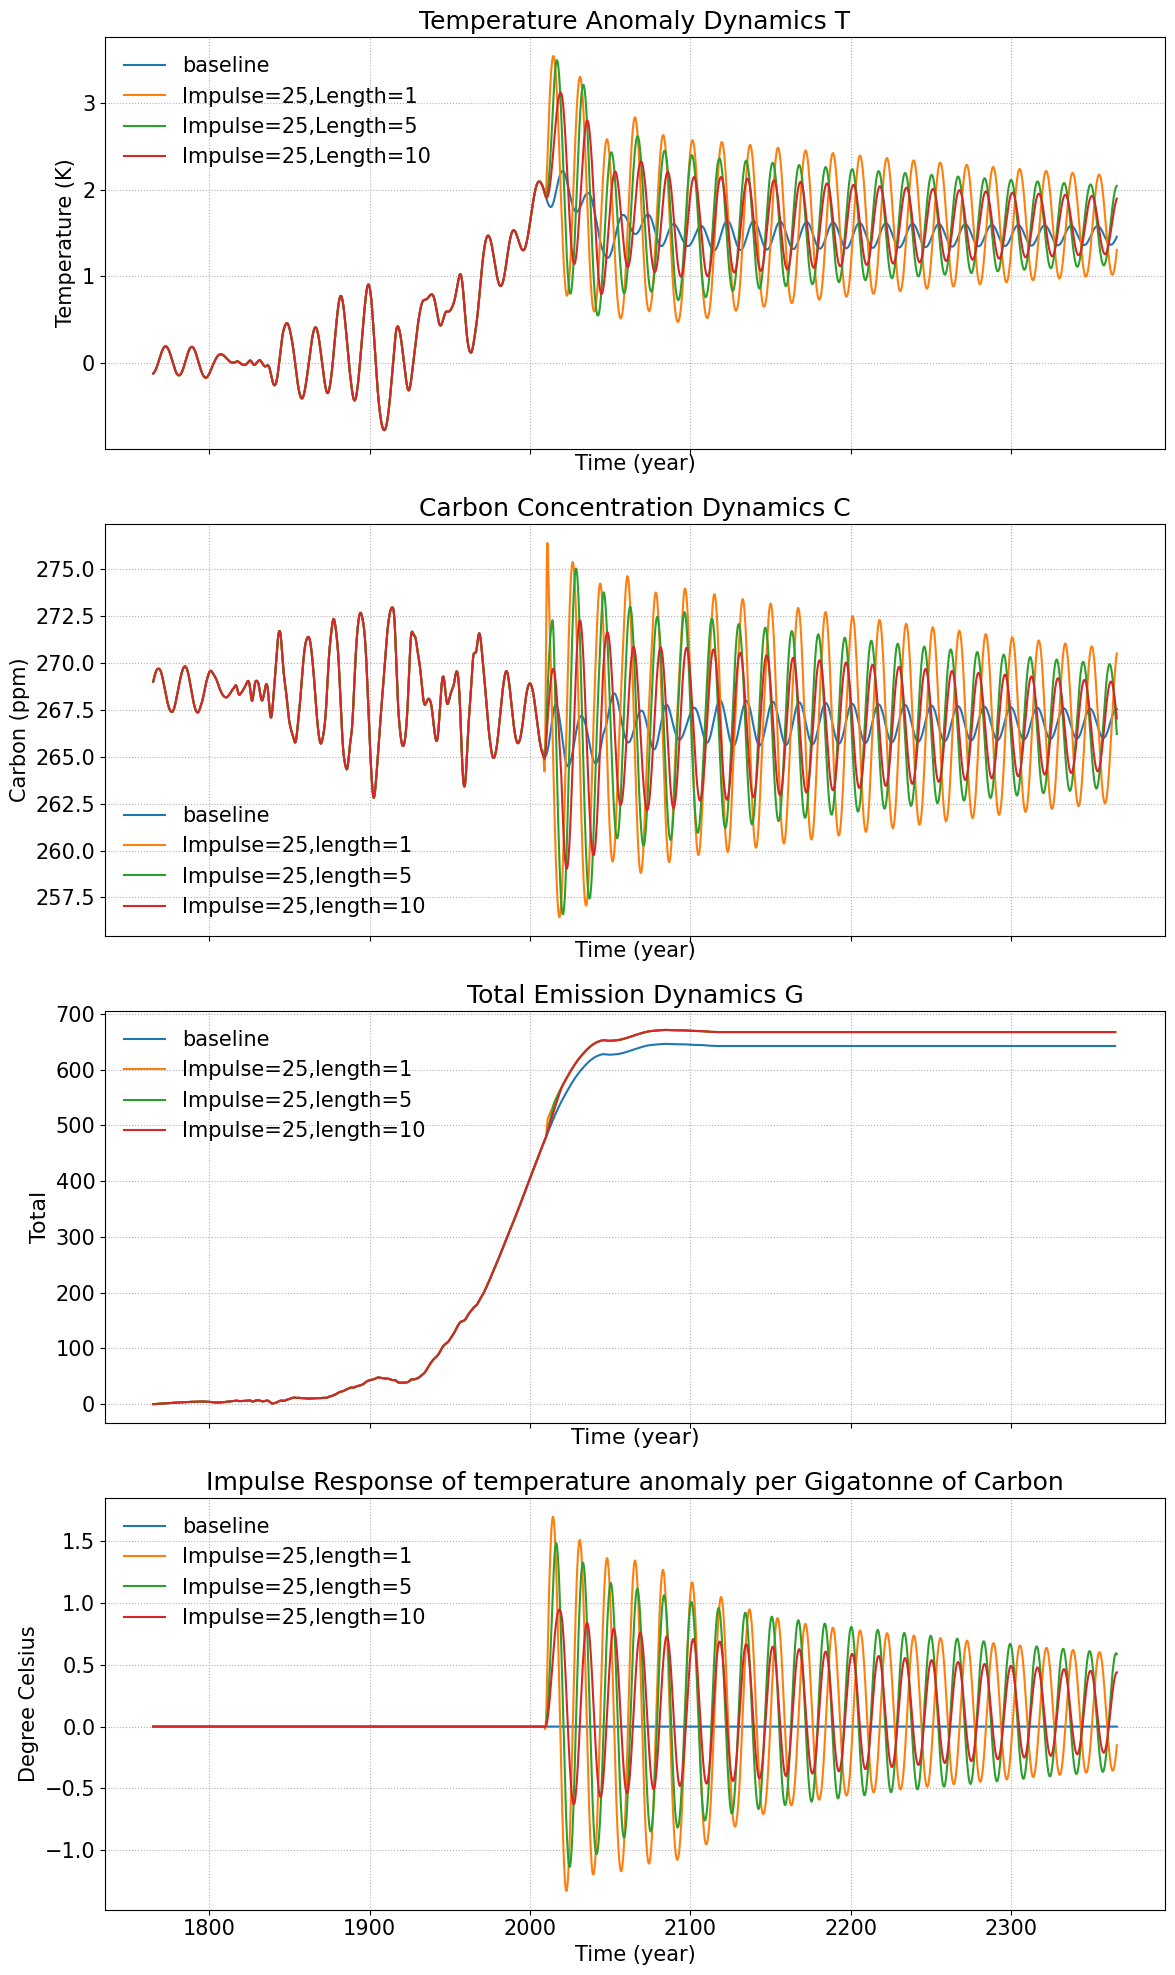 Temperature Anomaly Dynamics T
baseline
Impulse=25,Length=1
Impulse=25,Length=5
Impulse=25,Length=10
Temperature (K)
3
2
1
0
Time (year)
Carbon Concentration Dynamics C
Carbon (ppm)
275.0
272.5
270.0
267.5
265.0
262.5
260.0
257.5
baseline
Impulse=25,length=1
Impulse=25,length=5
Impulse=25,length=10
Time (year)
Total Emission Dynamics G
Total
700
600
500
400
300
200
100
0
baseline
Impulse=25,length=1
Impulse=25,length=5
Impulse=25,length=10
Time (year)
Impulse Response of temperature anomaly per Gigatonne of Carbon
Degree Celsius
1.5
1.0
0.5
0.0
−0.5
−1.0
baseline
Impulse=25,length=1
Impulse=25,length=5
Impulse=25,length=10
1800 1900 2000 2100 2200 2300
Time (year)